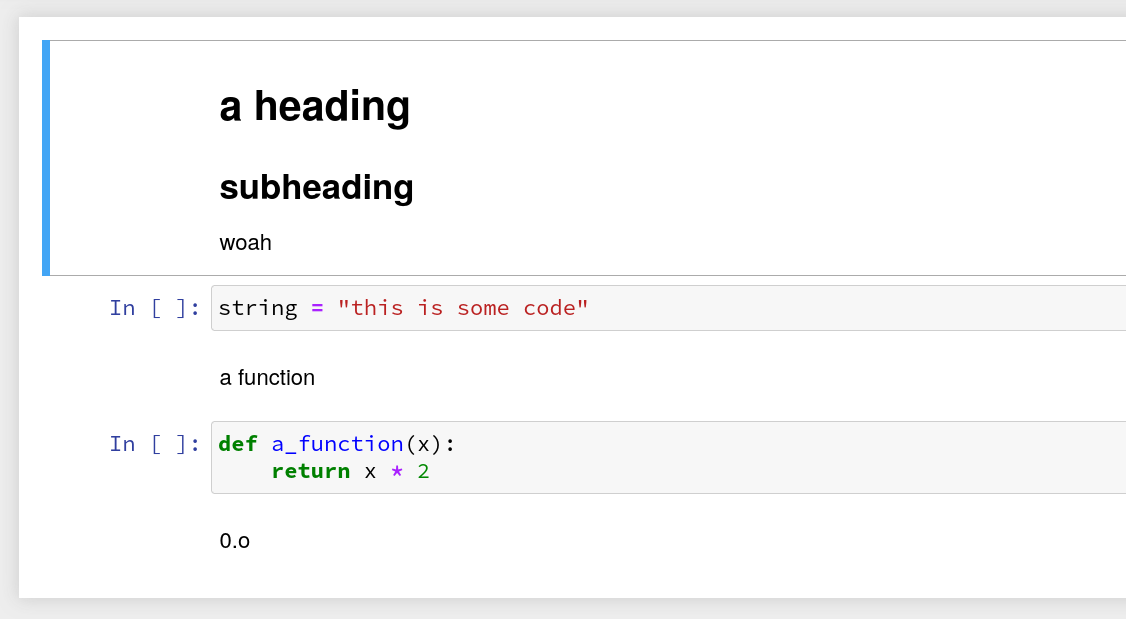 a heading
subheading
woah
In [ ]: string = "this is some code"
a function
In [ ]: def a_function(x):
    return x * 2
0.o